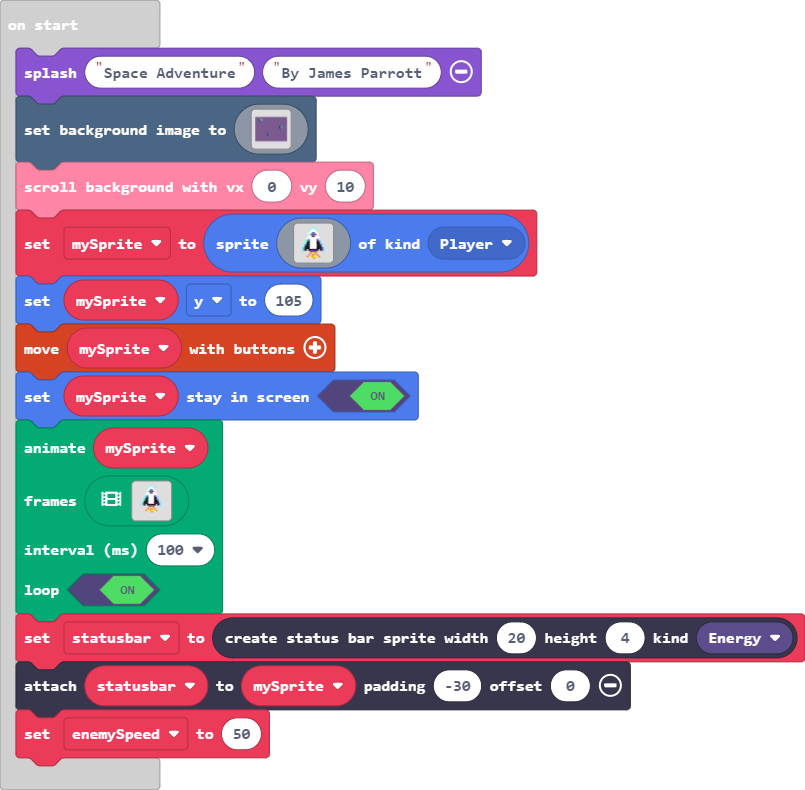 on start
splash "Space Adventure" "By James Parrott"
set background image to
scroll background with vx 0 vy 10
set mySprite to sprite of kind Player
set mySprite y to 105
move mySprite with buttons
set mySprite stay in screen ON
animate mySprite
frames
interval (ms) 100
loop ON
set statusbar to create status bar sprite width 20 height 4 kind Energy
attach statusbar to mySprite padding -30 offset 0
set enemySpeed to 50